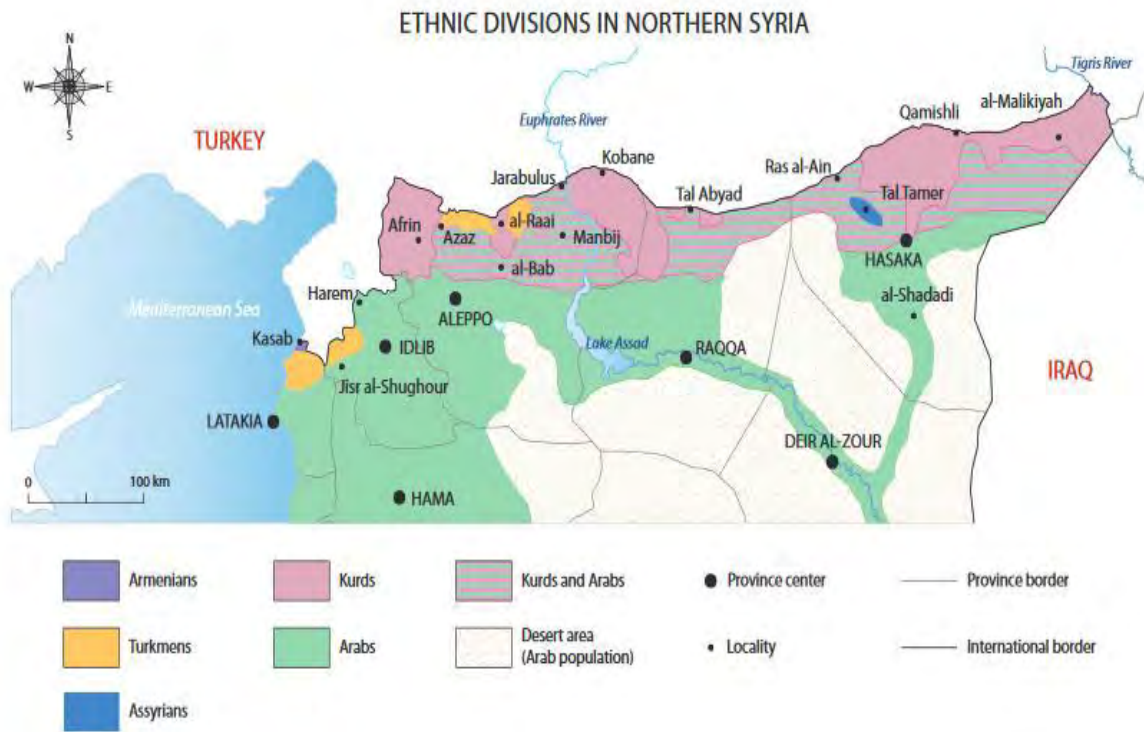 ETHNIC DIVISIONS IN NORTHERN SYRIA
N
W
E
S
Tigris River
al-Malikiyah
Qamishli
TURKEY
Euphrates River
Kobane
Jarabulus
Ras al-Ain
Tal Abyad
Tal Tamer
Afrin
al-Raai
Azaz
Manbij
HASAKA
al-Bab
Harem
Mediterranean Sea
ALEPPO
al-Shadadi
Kasab
IDLIB
Lake Assad
RAQQA
IRAQ
Jisr al-Shughour
LATAKIA
DEIR AL-ZOUR
0
100 km
HAMA
Armenians
Kurds
Kurds and Arabs
Province center
Province border
Turkmens
Arabs
Desert area
(Arab population)
Locality
International border
Assyrians